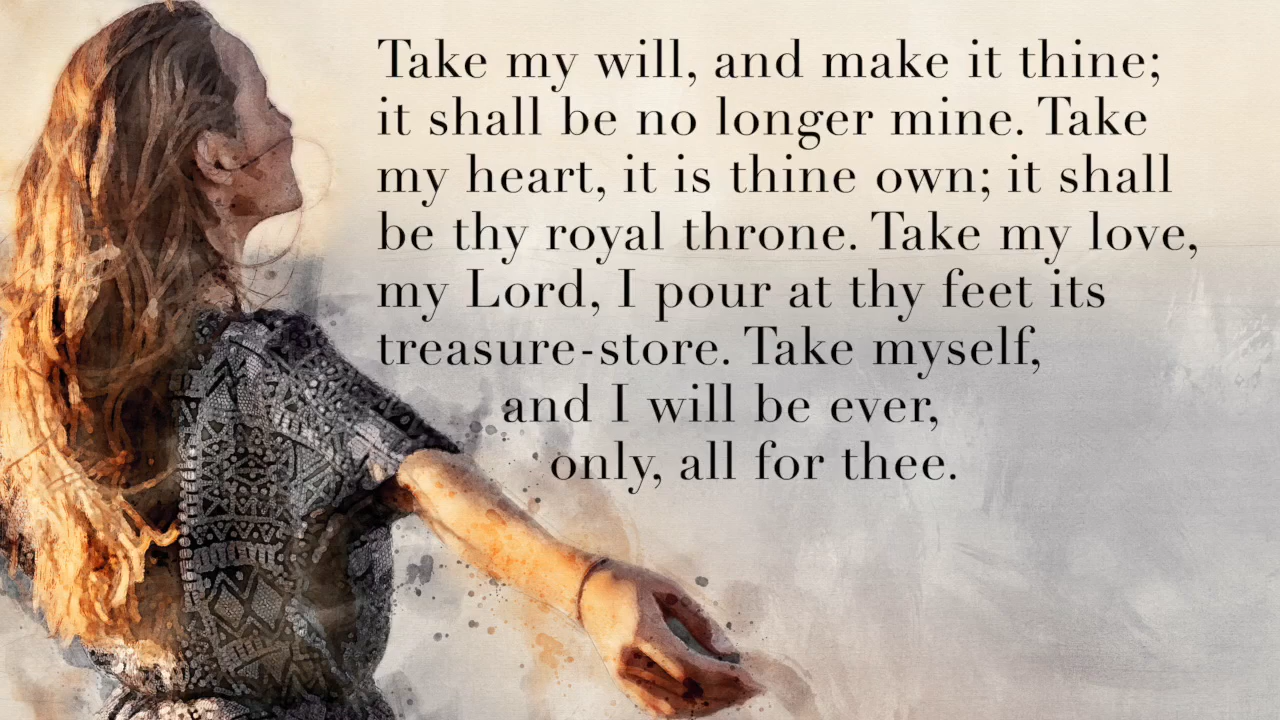 Take my will, and make it thine;
it shall be no longer mine. Take
my heart, it is thine own; it shall
be thy royal throne. Take my love,
my Lord, I pour at thy feet its
treasure-store. Take myself,
and I will be ever,
only, all for thee.